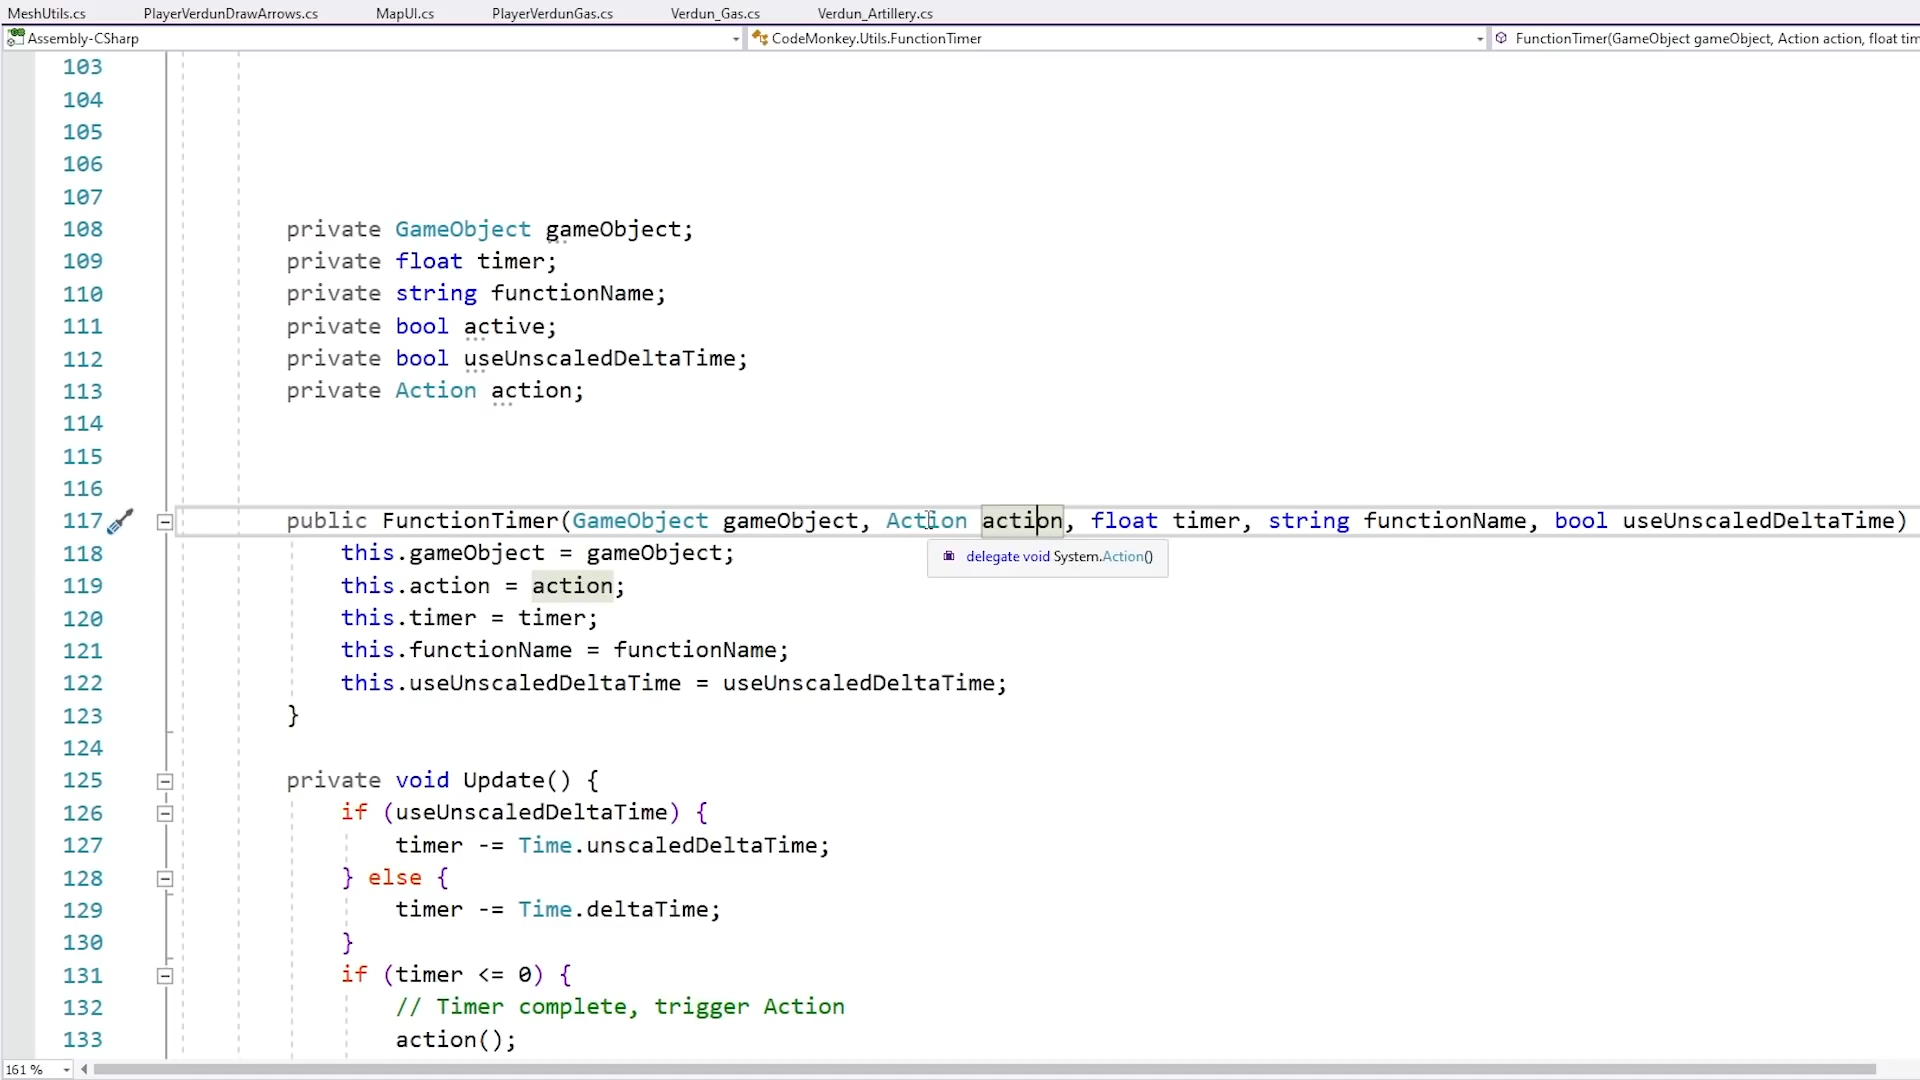 MeshUtils.cs PlayerVerdunDrawArrows.cs MapUI.cs PlayerVerdunGas.cs Verdun_Gas.cs Verdun_Artillery.cs
Assembly-CSharp CodeMonkey.Utils.FunctionTimer FunctionTimer(GameObject gameObject, Action action, float tim
103
104
105
106
107
108 private GameObject gameObject;
109 private float timer;
110 private string functionName;
111 private bool active;
112 private bool useUnscaledDeltaTime;
113 private Action action;
114
115
116
117 public FunctionTimer(GameObject gameObject, Action action, float timer, string functionName, bool useUnscaledDeltaTime)
118 this.gameObject = gameObject;
delegate void System.Action()
119 this.action = action;
120 this.timer = timer;
121 this.functionName = functionName;
122 this.useUnscaledDeltaTime = useUnscaledDeltaTime;
123 }
124
125 private void Update() {
126 if (useUnscaledDeltaTime) {
127 timer -= Time.unscaledDeltaTime;
128 } else {
129 timer -= Time.deltaTime;
130 }
131 if (timer <= 0) {
132 // Timer complete, trigger Action
133 action();
161 %